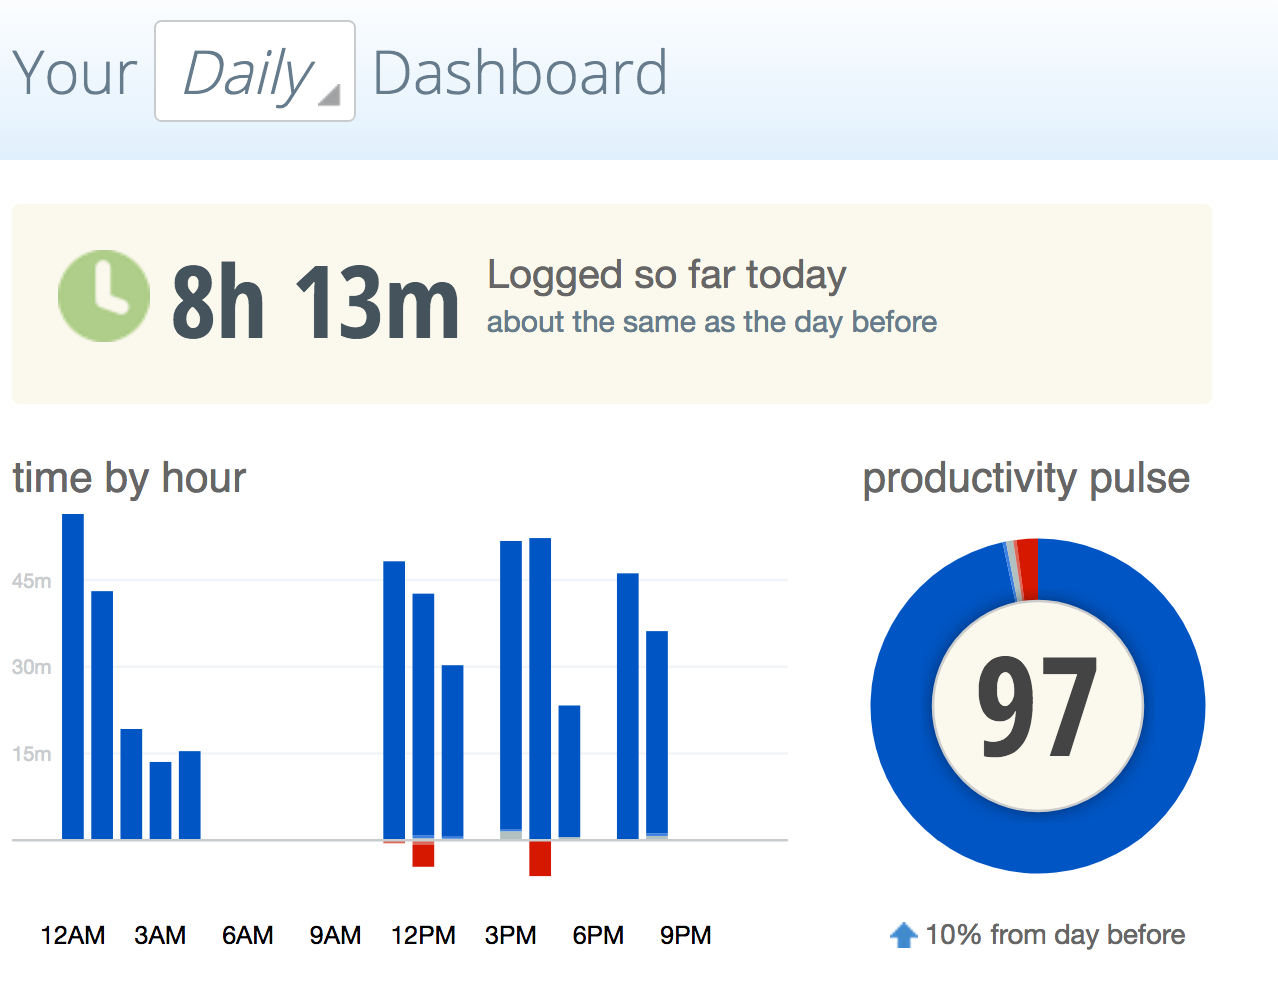 Your Daily Dashboard
8h 13m
Logged so far today
about the same as the day before
time by hour
45m
30m
15m
12AM 3AM 6AM 9AM 12PM 3PM 6PM 9PM
productivity pulse
97
10% from day before